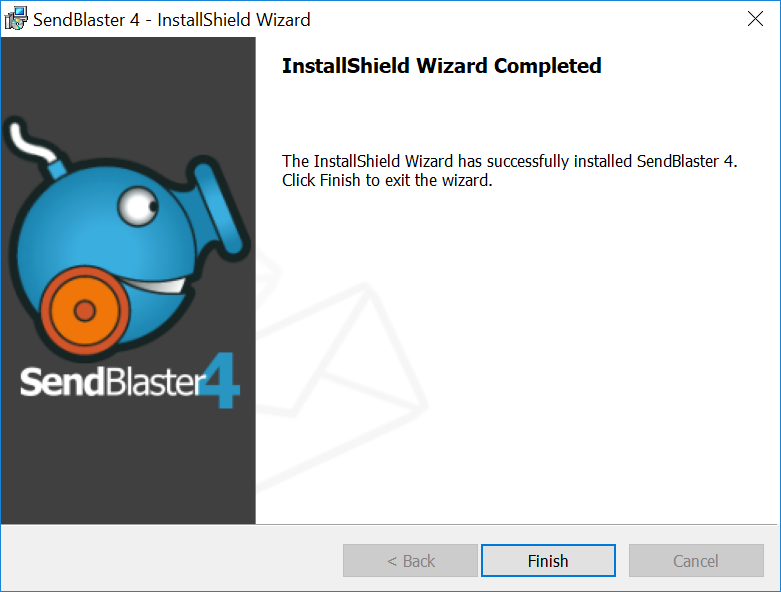 SendBlaster 4 - InstallShield Wizard
InstallShield Wizard Completed
The InstallShield Wizard has successfully installed SendBlaster 4.
Click Finish to exit the wizard.
SendBlaster4
< Back
Finish
Cancel